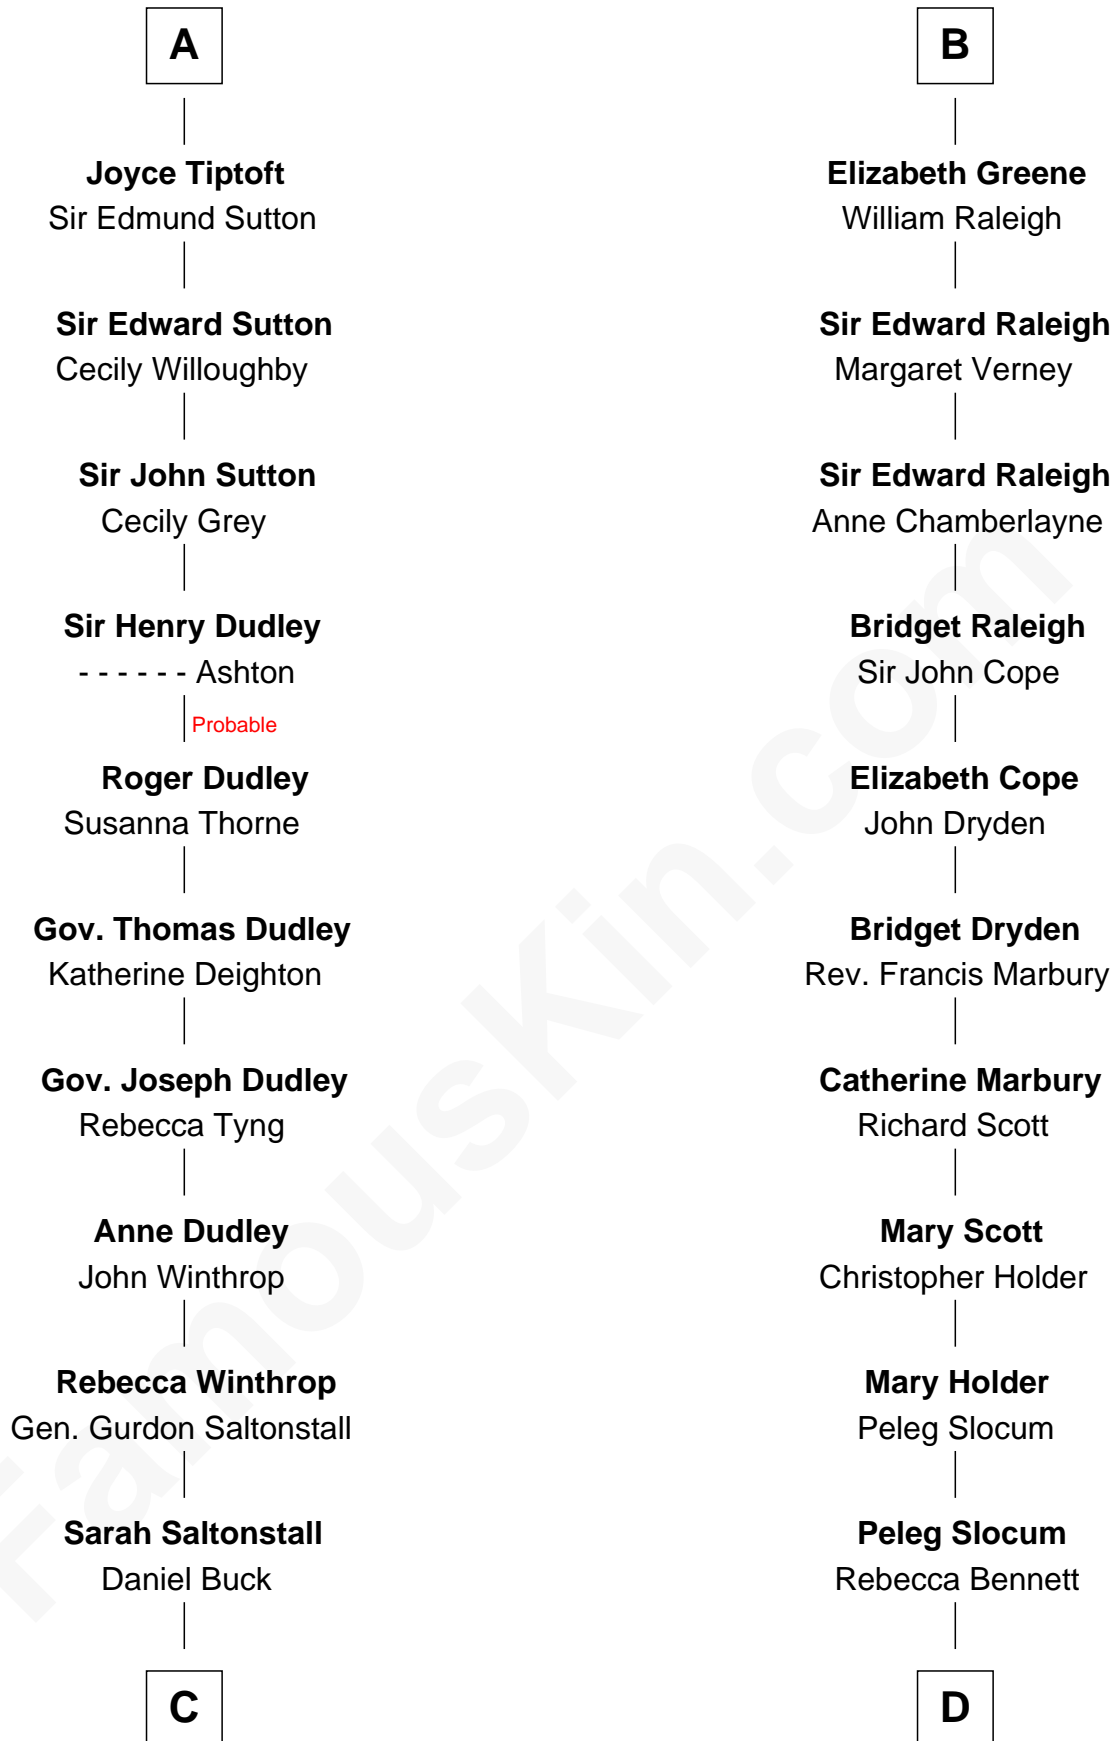 A
Joyce Tiptoft
Sir Edmund Sutton
Sir Edward Sutton
Cecily Willoughby
Sir John Sutton
Cecily Grey
Sir Henry Dudley
- - - - - - Ashton
Probable
Roger Dudley
Susanna Thorne
Gov. Thomas Dudley
Katherine Deighton
Gov. Joseph Dudley
Rebecca Tyng
Anne Dudley
John Winthrop
Rebecca Winthrop
Gen. Gurdon Saltonstall
Sarah Saltonstall
Daniel Buck
C
B
Elizabeth Greene
William Raleigh
Sir Edward Raleigh
Margaret Verney
Sir Edward Raleigh
Anne Chamberlayne
Bridget Raleigh
Sir John Cope
Elizabeth Cope
John Dryden
Bridget Dryden
Rev. Francis Marbury
Catherine Marbury
Richard Scott
Mary Scott
Christopher Holder
Mary Holder
Peleg Slocum
Peleg Slocum
Rebecca Bennett
D
FamousKin.com